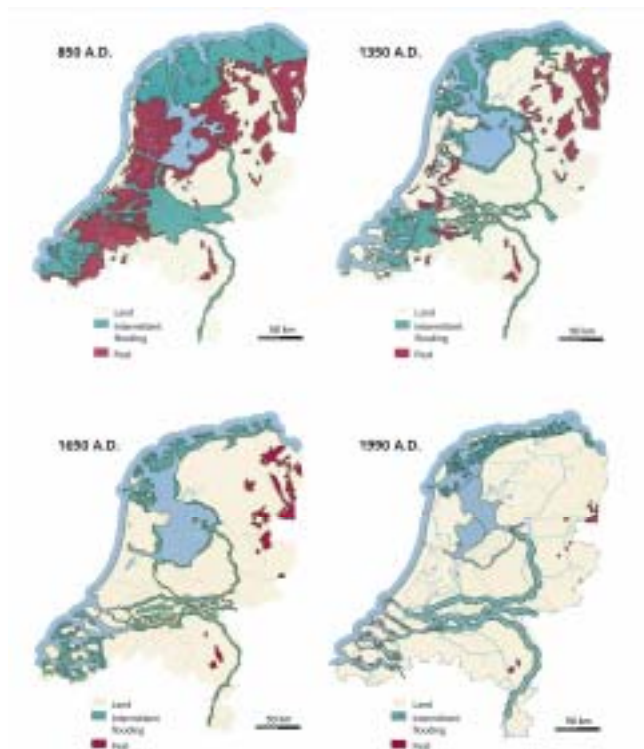 850 A.D.
1350 A.D.
Land
Intermittent
flooding
Peat
50 km
Land
Intermittent
flooding
Peat
50 km
1650 A.D.
1990 A.D.
Land
Intermittent
flooding
Peat
50 km
Land
Intermittent
flooding
Peat
50 km